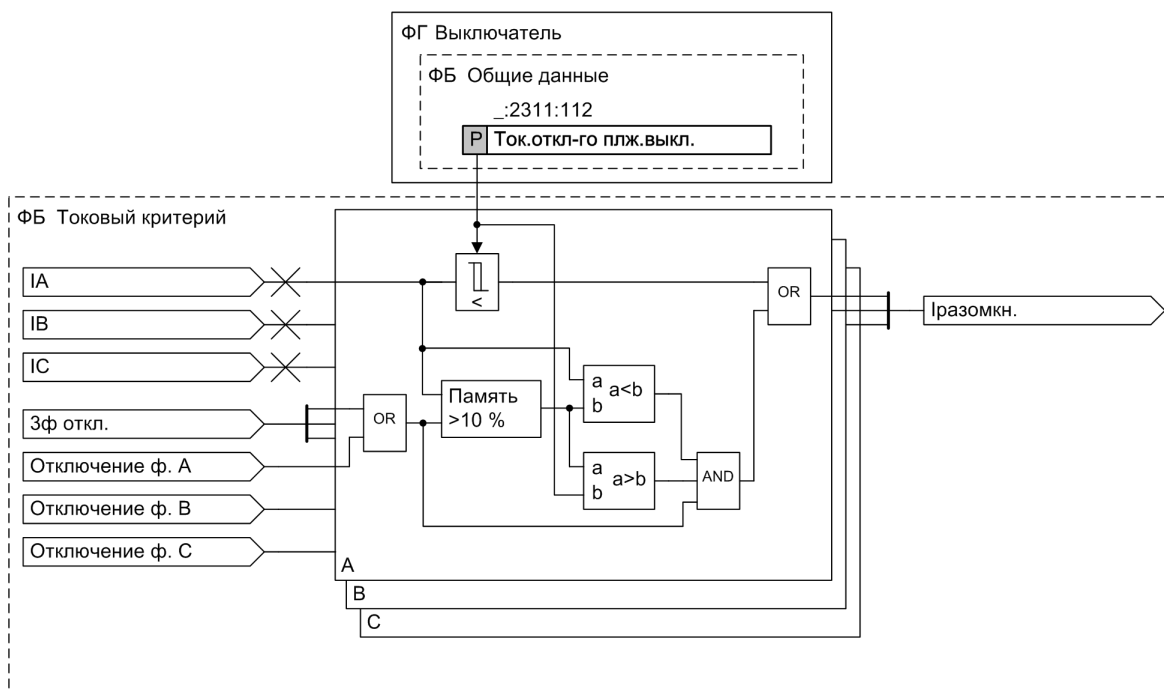 ФГ Выключатель
ФБ Общие данные
_:2311:112
P Ток.откл-го плж.выкл.
ФБ Токовый критерий
IA
IB
IC
3ф откл.
Отключение ф. A
Отключение ф. B
Отключение ф. C
<
OR
OR
Память
>10 %
a
b
a<b
a
b
a>b
AND
Iразомкн.
A
B
C